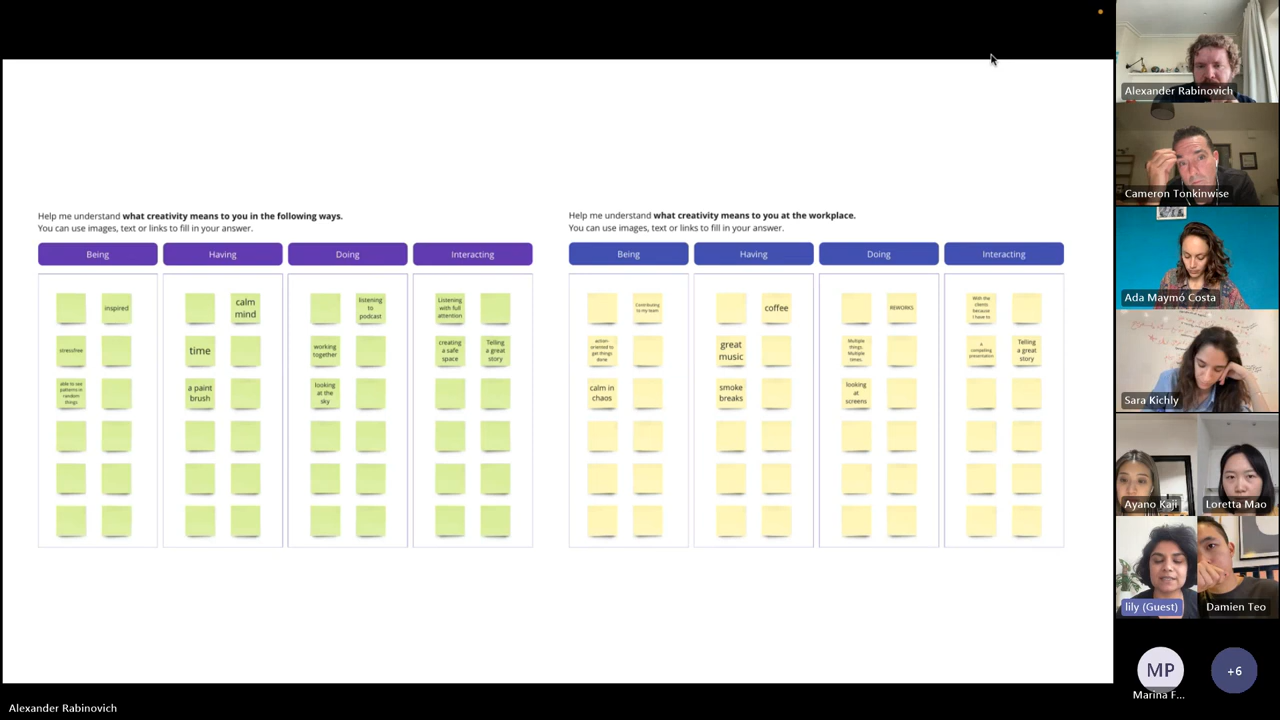 Help me understand what creativity means to you in the following ways.
You can use images, text or links to fill in your answer.
Being
Having
Doing
Interacting
inspired
stressfree
able to see
patterns in
random
things
calm
mind
time
a paint
brush
listening
to
podcast
working
together
looking
at the
sky
Listening
with full
attention
creating
a safe
space
Telling
a great
story
Help me understand what creativity means to you at the workplace.
You can use images, text or links to fill in your answer.
Being
Having
Doing
Interacting
Contributing
to my team
action
oriented to
get things
done
calm in
chaos
coffee
great
music
smoke
breaks
REWORKS
Multiple
things.
Multiple
times.
looking
at
screens
With the
clients
because
I have to
A
compelling
presentation
Telling
a great
story
Alexander Rabinovich
Cameron Tonkinwise
Ada Maymó Costa
Sara Kichly
Ayano Kaji
Loretta Mao
lily (Guest)
Damien Teo
MP
Marina F...
+6
Alexander Rabinovich